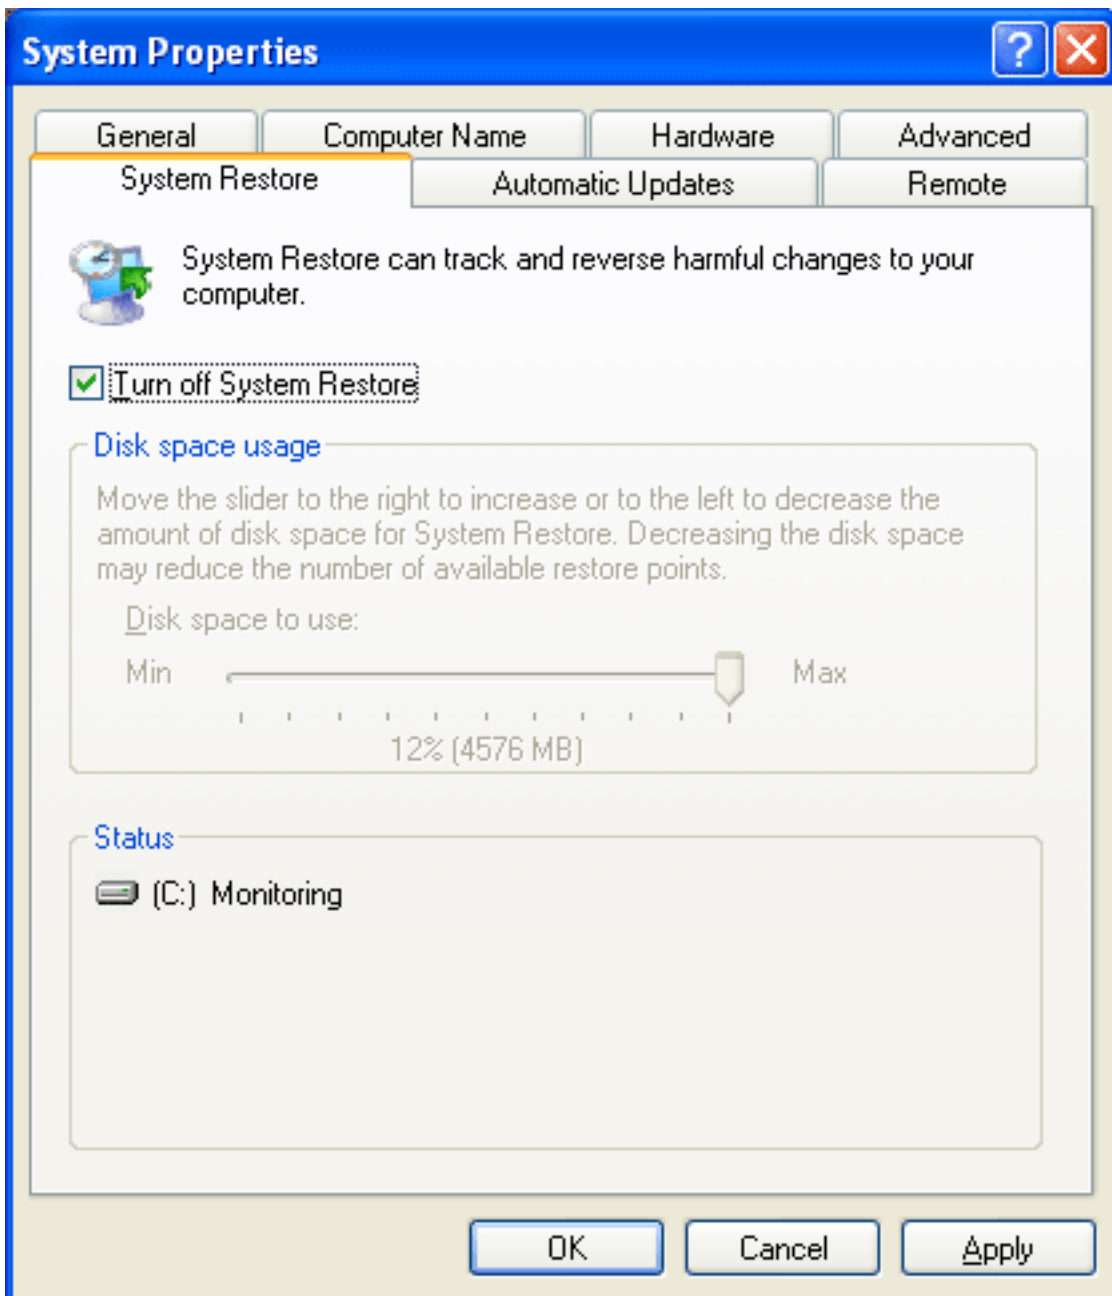 System Properties
General Computer Name Hardware Advanced
System Restore Automatic Updates Remote
System Restore can track and reverse harmful changes to your
computer.
Turn off System Restore
Disk space usage
Move the slider to the right to increase or to the left to decrease the
amount of disk space for System Restore. Decreasing the disk space
may reduce the number of available restore points.
Disk space to use:
Min Max
12% (4576 MB)
Status
(C:) Monitoring
OK Cancel Apply